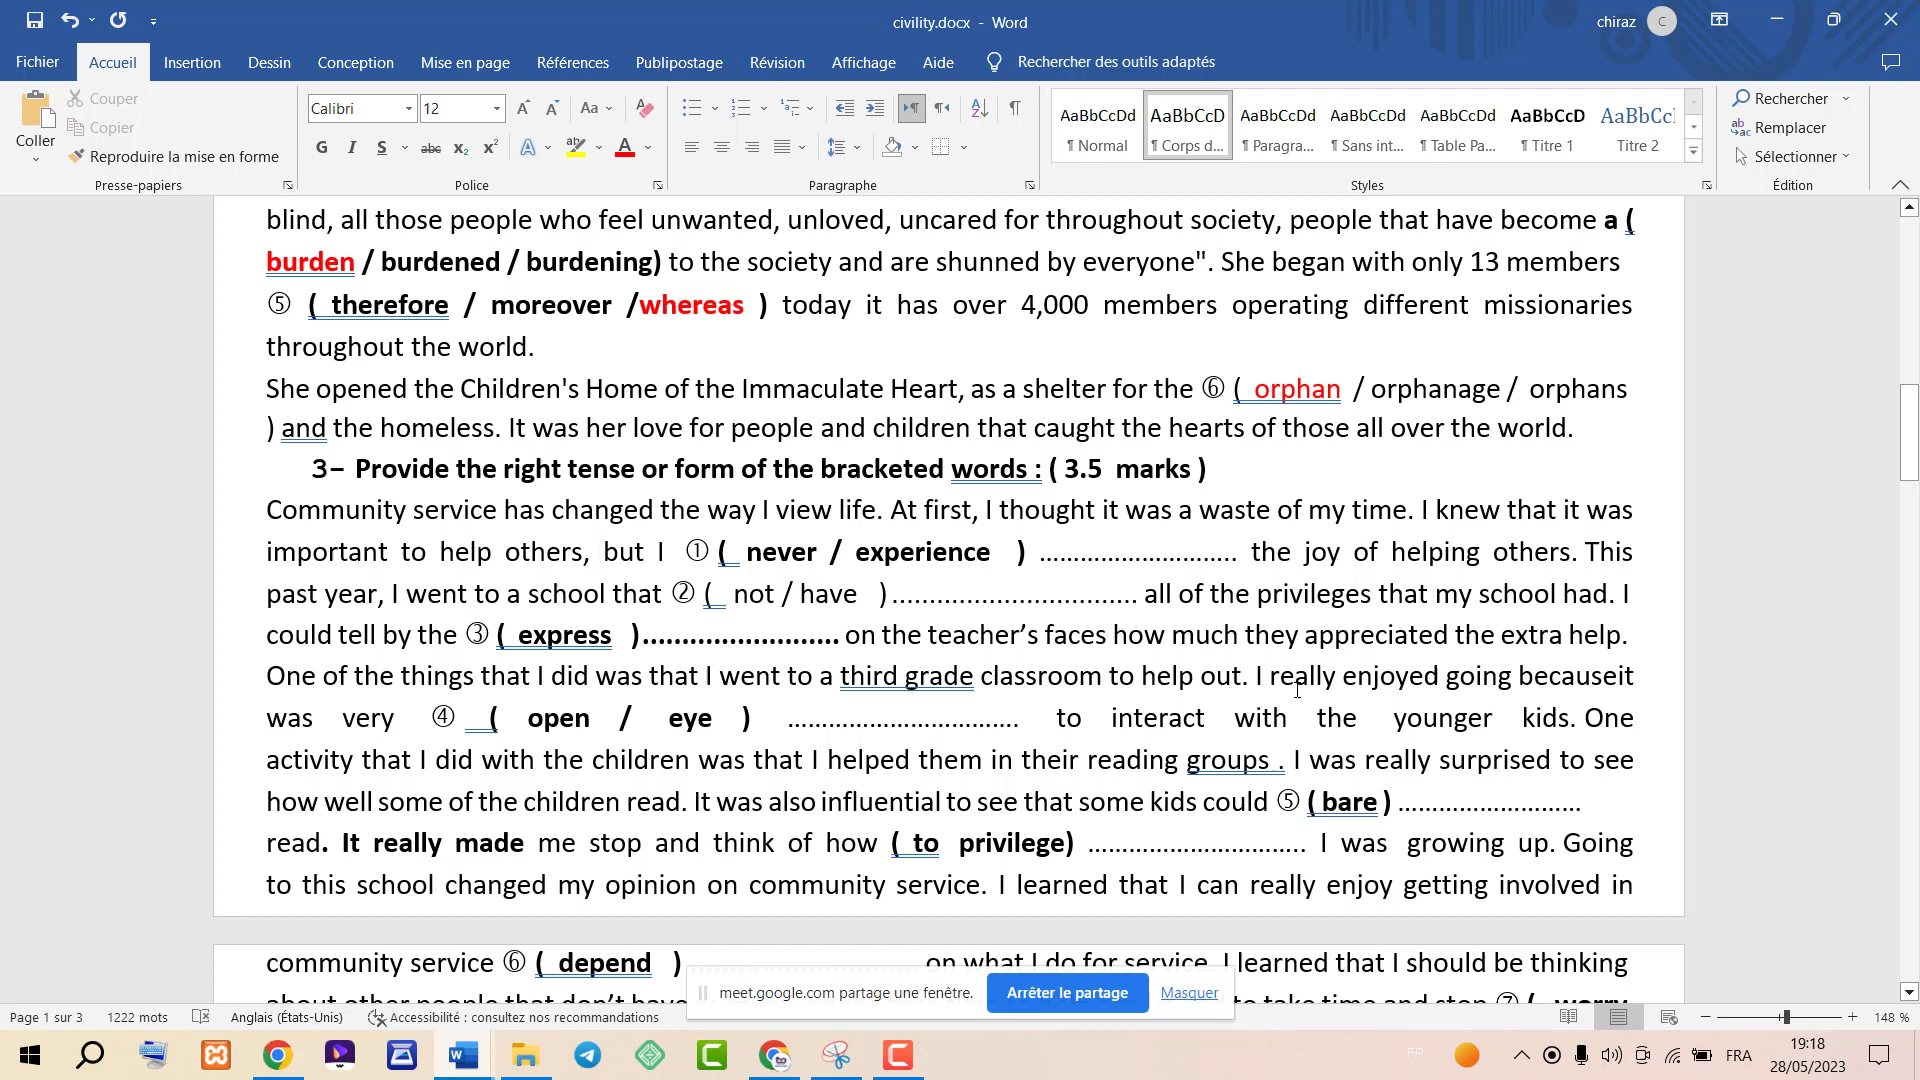 civility.docx - Word
chiraz
C
Fichier Accueil Insertion Dessin Conception Mise en page Références Publipostage Révision Affichage Aide Rechercher des outils adaptés
Coller
Couper
Copier
Reproduire la mise en forme
Presse-papiers
Calibri 12
Police
Paragraphe
AaBbCcDd AaBbCcD AaBbCcDd AaBbCcDd AaBbCcDd AaBbCcD AaBbCc
¶ Normal ¶ Corps d... ¶ Paragra... ¶ Sans int... ¶ Table Pa... ¶ Titre 1 Titre 2
Styles
Rechercher
Remplacer
Sélectionner
Édition
blind, all those people who feel unwanted, unloved, uncared for throughout society, people that have become a (
burden / burdened / burdening) to the society and are shunned by everyone". She began with only 13 members
⑤ ( therefore / moreover /whereas ) today it has over 4,000 members operating different missionaries
throughout the world.
She opened the Children's Home of the Immaculate Heart, as a shelter for the ⑥ ( orphan / orphanage / orphans
) and the homeless. It was her love for people and children that caught the hearts of those all over the world.
3– Provide the right tense or form of the bracketed words : ( 3.5 marks )
Community service has changed the way I view life. At first, I thought it was a waste of my time. I knew that it was
important to help others, but I ① ( never / experience ) ........................... the joy of helping others. This
past year, I went to a school that ② ( not / have ) ................................. all of the privileges that my school had. I
could tell by the ③ ( express )......................... on the teacher’s faces how much they appreciated the extra help.
One of the things that I did was that I went to a third grade classroom to help out. I really enjoyed going becauseit
was very ④ ( open / eye ) ................................ to interact with the younger kids. One
activity that I did with the children was that I helped them in their reading groups . I was really surprised to see
how well some of the children read. It was also influential to see that some kids could ⑤ ( bare ) .........................
read. It really made me stop and think of how ( to privilege) .............................. I was growing up. Going
to this school changed my opinion on community service. I learned that I can really enjoy getting involved in
community service ⑥ ( depend ) on what I do for service. I learned that I should be thinking
about other people that don’t have to take time and stop ⑦ ( worry
meet.google.com partage une fenêtre. Arrêter le partage Masquer
Page 1 sur 3 1222 mots Anglais (États-Unis) Accessibilité : consultez nos recommandations 148 %
FR FRA
19:18
28/05/2023